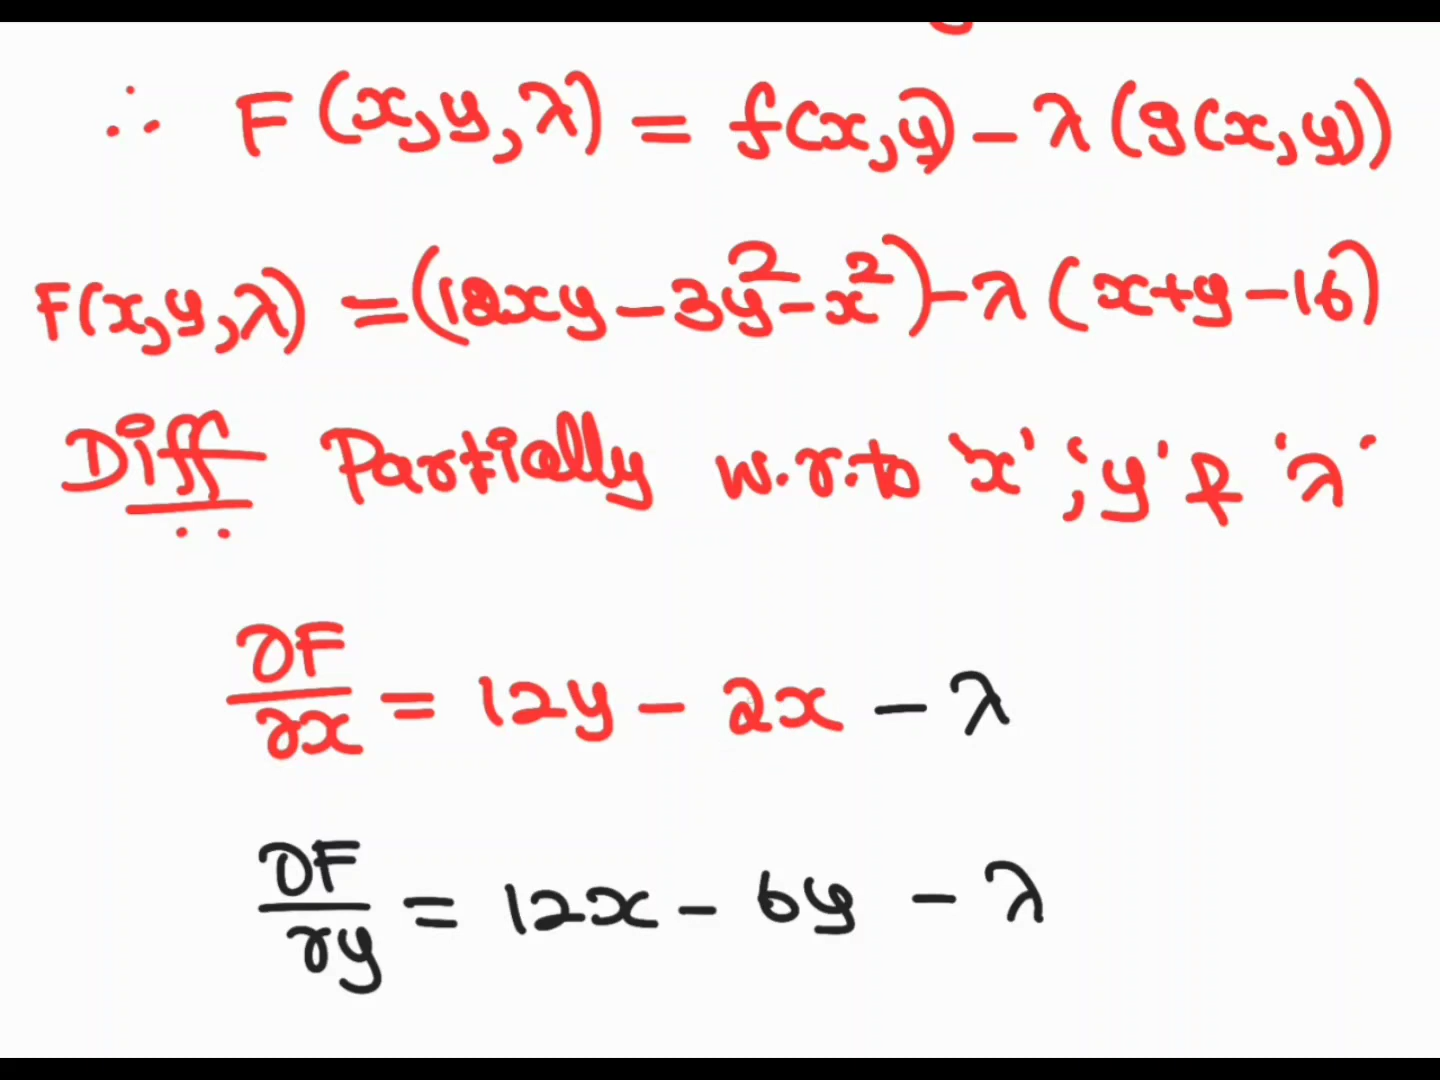 ∴ F(x,y,λ) = f(x,y) - λ(g(x,y))
F(x,y,λ) = (12xy - 3y² - x²) - λ(x+y-16)
Diff Partially w.r.to 'x', 'y' & 'λ'
∂F/∂x = 12y - 2x - λ
∂F/∂y = 12x - 6y - λ